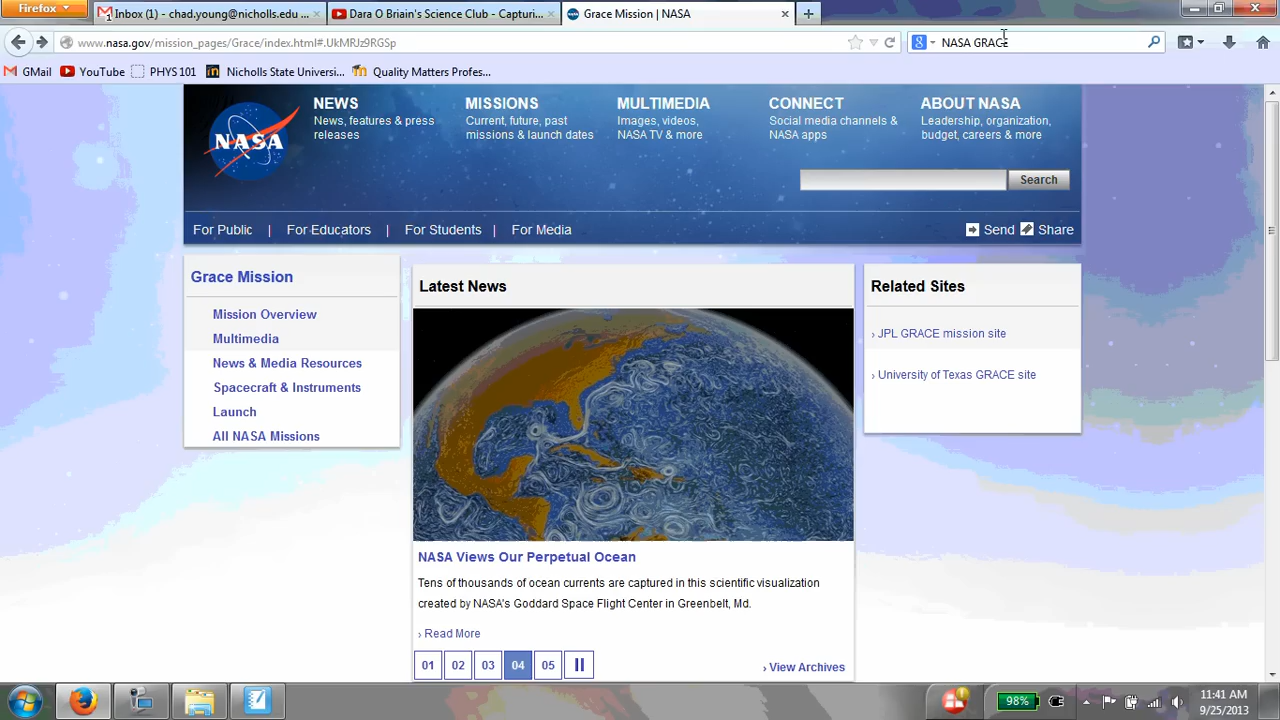 Firefox
Inbox (1) - chad.young@nicholls.edu ...
Dara O Briain's Science Club - Capturi...
Grace Mission | NASA
www.nasa.gov/mission_pages/Grace/index.html#.UkMRJz9RGSp
NASA GRACE
GMail
YouTube
PHYS 101
Nicholls State Universi...
Quality Matters Profes...
NASA
NEWS
News, features & press
releases
MISSIONS
Current, future, past
missions & launch dates
MULTIMEDIA
Images, videos,
NASA TV & more
CONNECT
Social media channels &
NASA apps
ABOUT NASA
Leadership, organization,
budget, careers & more
Search
For Public | For Educators | For Students | For Media
Send Share
Grace Mission
Mission Overview
Multimedia
News & Media Resources
Spacecraft & Instruments
Launch
All NASA Missions
Latest News
NASA Views Our Perpetual Ocean
Tens of thousands of ocean currents are captured in this scientific visualization
created by NASA's Goddard Space Flight Center in Greenbelt, Md.
› Read More
01 02 03 04 05
› View Archives
Related Sites
› JPL GRACE mission site
› University of Texas GRACE site
98%
11:41 AM
9/25/2013